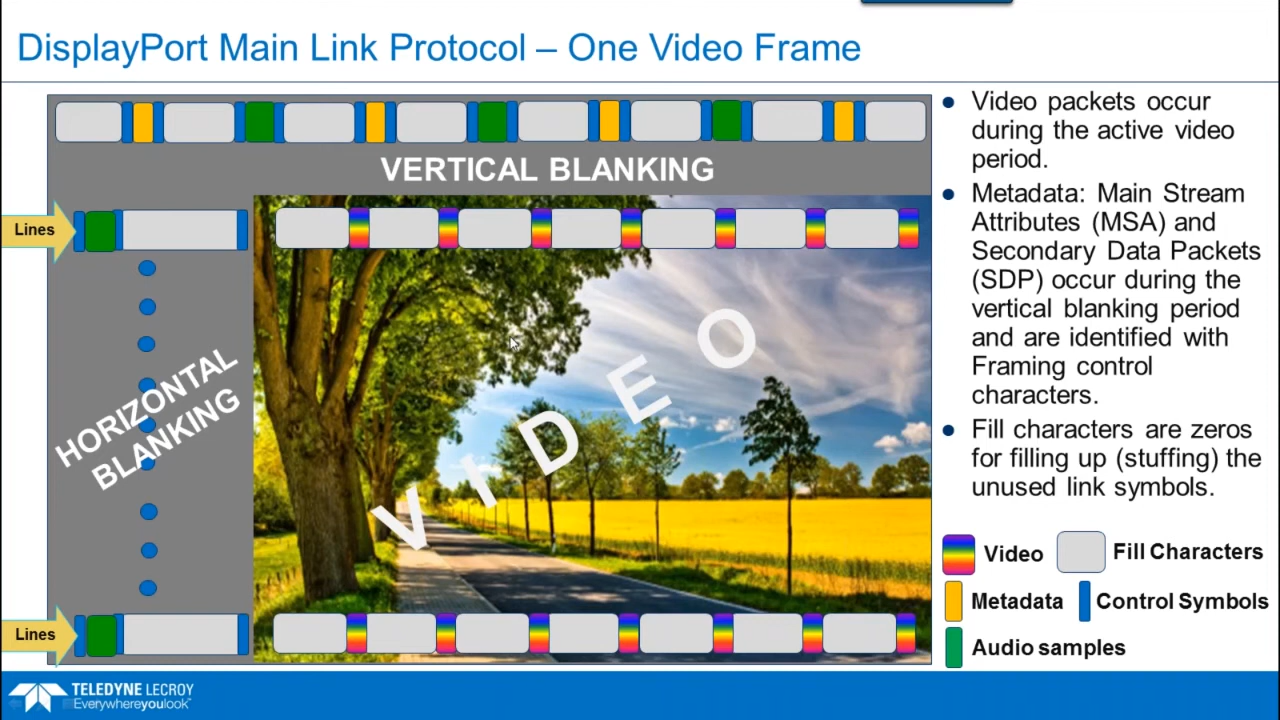 DisplayPort Main Link Protocol – One Video Frame
VERTICAL BLANKING
Lines
HORIZONTAL
BLANKING
VIDEO
Lines
Video packets occur
during the active video
period.
Metadata: Main Stream
Attributes (MSA) and
Secondary Data Packets
(SDP) occur during the
vertical blanking period
and are identified with
Framing control
characters.
Fill characters are zeros
for filling up (stuffing) the
unused link symbols.
Video
Fill Characters
Metadata
Control Symbols
Audio samples
TELEDYNE LECROY
Everywhereyoulook